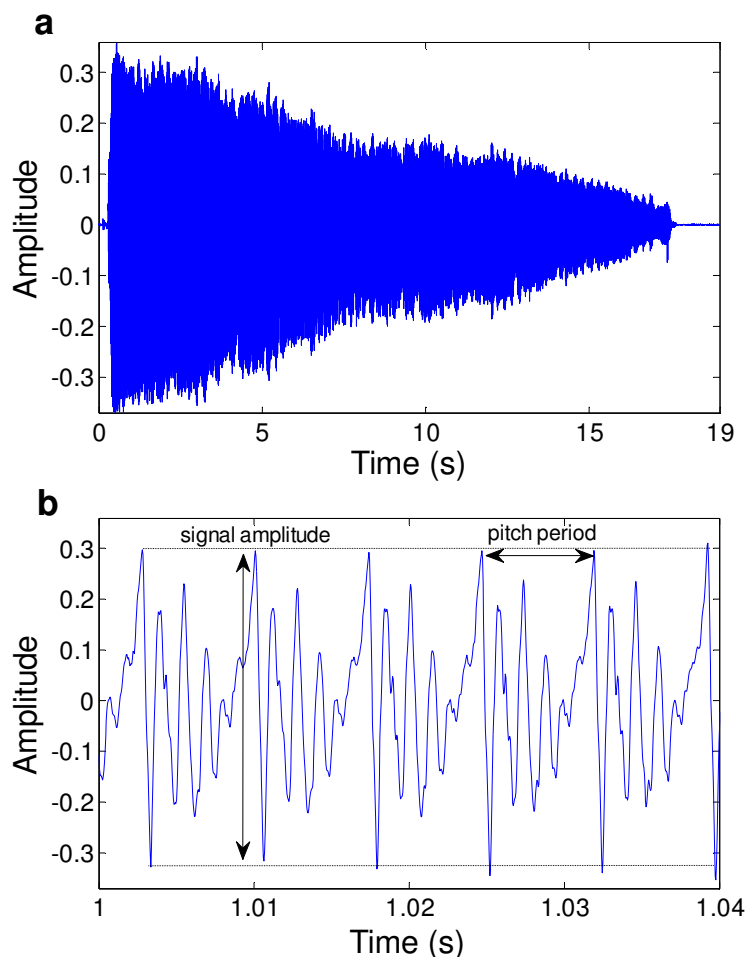 a
0.3
0.2
0.1
0
-0.1
-0.2
-0.3
Amplitude
0 5 10 15 19
Time (s)
b
signal amplitude pitch period
0.3
0.2
0.1
0
-0.1
-0.2
-0.3
Amplitude
1 1.01 1.02 1.03 1.04
Time (s)